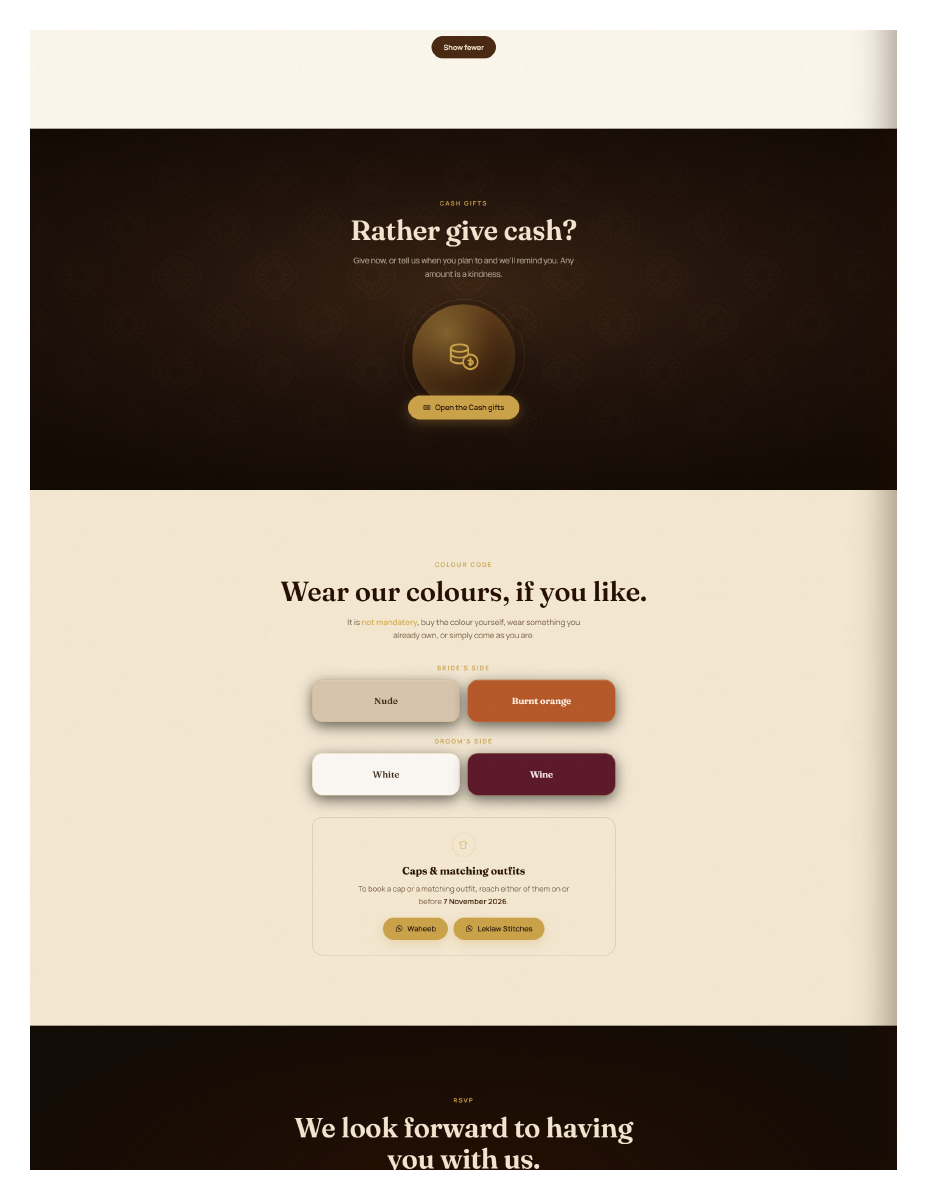 Show fewer
CASH GIFTS
Rather give cash?
Give now, or tell us when you plan to and we'll remind you. Any
amount is a kindness.
Open the Cash gifts
COLOUR CODE
Wear our colours, if you like.
It is not mandatory, buy the colour yourself, wear something you
already own, or simply come as you are.
BRIDE'S SIDE
Nude
Burnt orange
GROOM'S SIDE
White
Wine
Caps & matching outfits
To book a cap or a matching outfit, reach either of them on or
before 7 November 2026.
Waheeb
Leklaw Stitches
RSVP
We look forward to having
you with us.